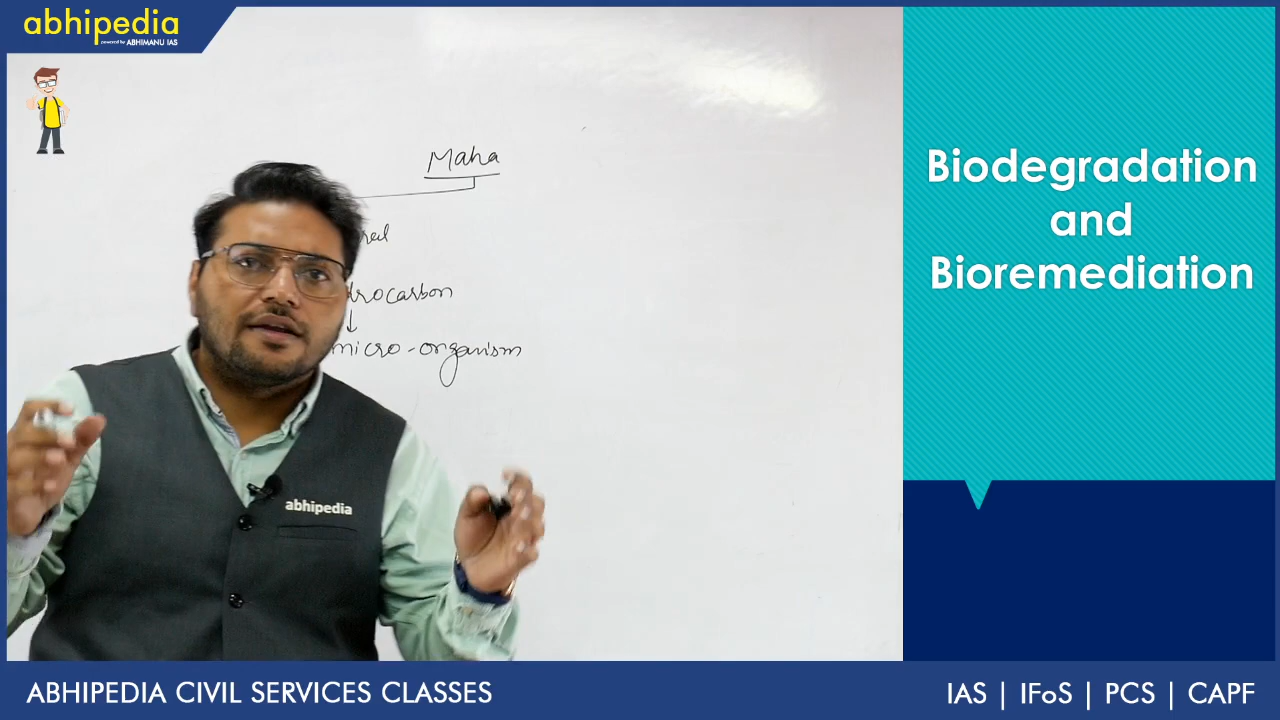 abhipedia
powered by ABHIMANU IAS
Maha
drocarbon
micro-organism
abhipedia
Biodegradation
and
Bioremediation
ABHIPEDIA CIVIL SERVICES CLASSES
IAS | IFoS | PCS | CAPF